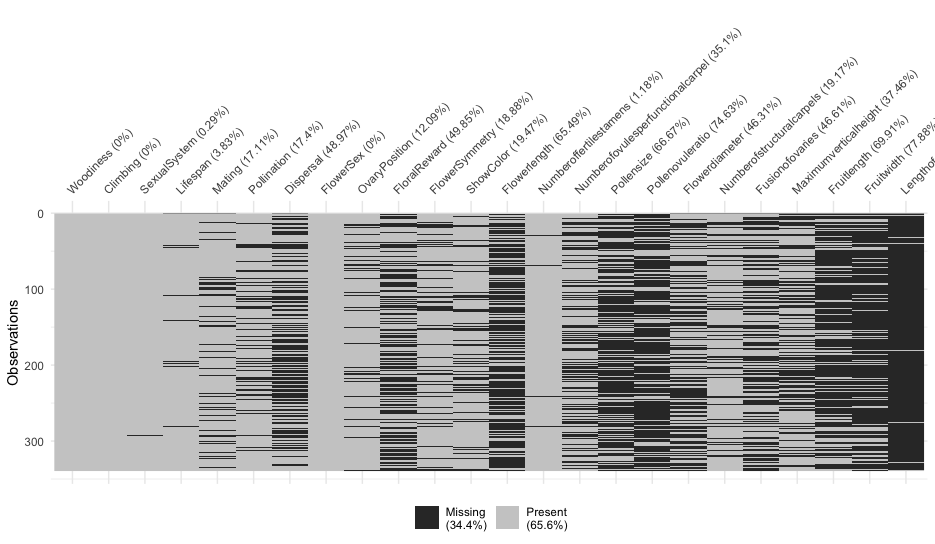 Woodiness (0%)
Climbing (0%)
SexualSystem (0.29%)
Lifespan (3.83%)
Mating (17.11%)
Pollination (17.4%)
Dispersal (48.97%)
FlowerSex (0%)
OvaryPosition (12.09%)
FloralReward (49.85%)
FlowerSymmetry (18.88%)
ShowColor (19.47%)
Flowerlength (65.49%)
Numberoffertilestamens (1.18%)
Numberofovulesperfunctionalcarpel (35.1%)
Pollensize (66.67%)
Pollenovuleratio (74.63%)
Flowerdiameter (46.31%)
Numberofstructuralcarpels (19.17%)
Fusionofovaries (46.61%)
Maximumverticalheight (37.46%)
Fruitlength (69.91%)
Fruitwidth (77.88%)
Lengthof
0
100
200
300
Observations
Missing
(34.4%)
Present
(65.6%)